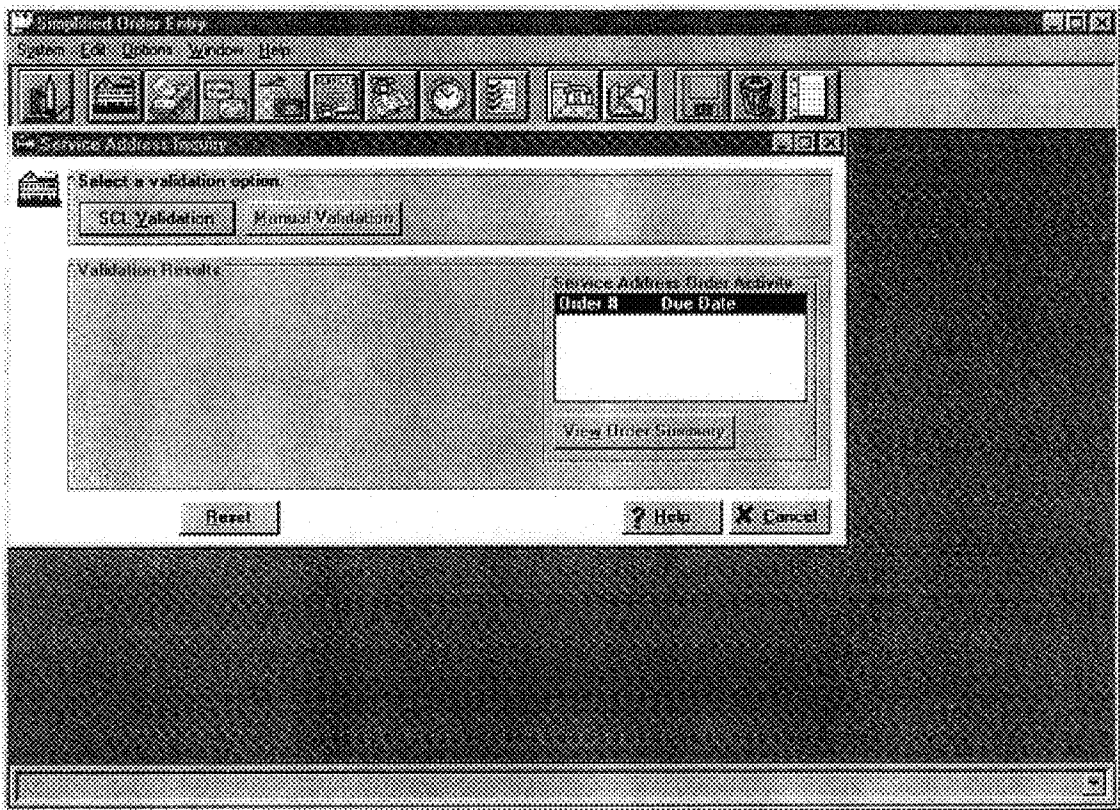 Simplified Order Entry
System Edit Options Window Help
Service Address Inquiry
Select a validation option.
SCL Validation Manual Validation
Validation Results
Service Address Order Activity
Order # Due Date
View Order Summary
Reset ? Help X Cancel